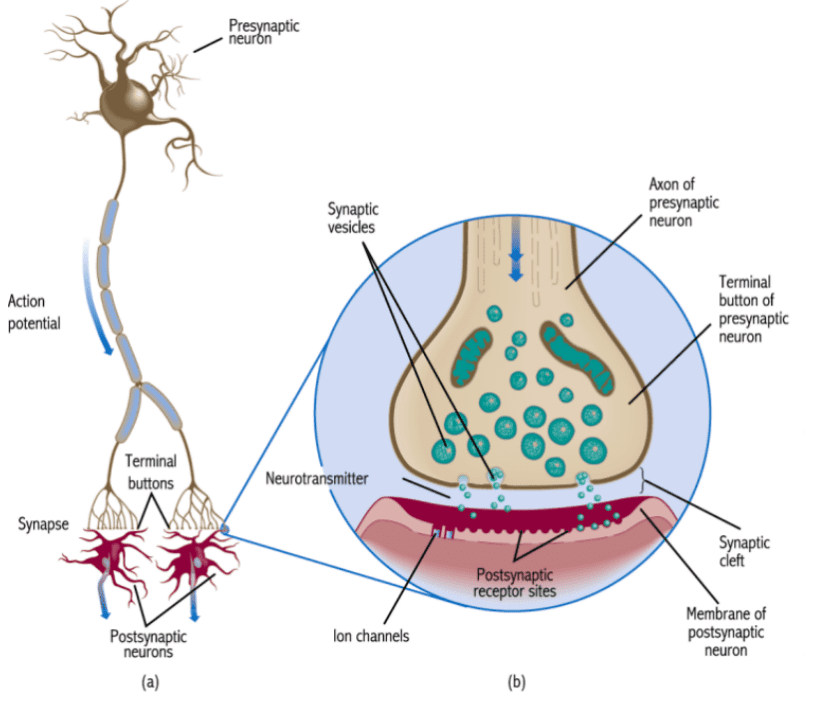 Presynaptic
neuron
Action
potential
Terminal
buttons
Synapse
Postsynaptic
neurons
(a)
Synaptic
vesicles
Axon of
presynaptic
neuron
Terminal
button of
presynaptic
neuron
Neurotransmitter
Synaptic
cleft
Postsynaptic
receptor sites
Ion channels
Membrane of
postsynaptic
neuron
(b)